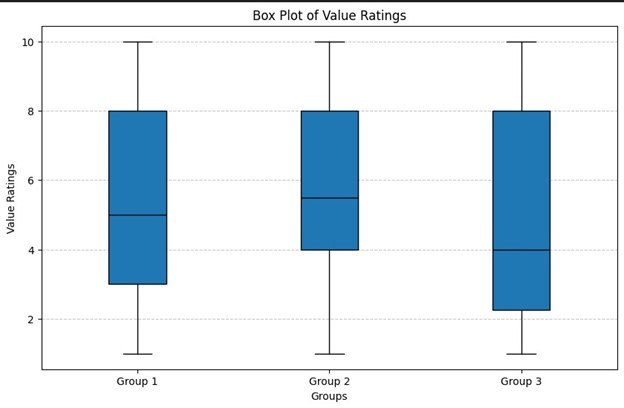 Box Plot of Value Ratings
10
8
6
4
2
Value Ratings
Group 1
Group 2
Group 3
Groups